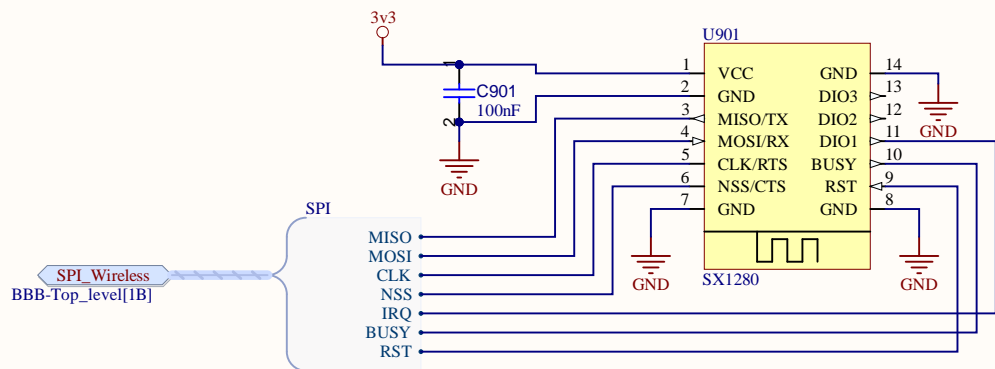 3v3
1
C901
100nF
2
GND
U901
1 VCC GND 14
2 GND DIO3 13
3 MISO/TX DIO2 12
4 MOSI/RX DIO1 11
5 CLK/RTS BUSY 10
6 NSS/CTS RST 9
7 GND GND 8
SX1280
GND
GND
GND
SPI
MISO
MOSI
CLK
NSS
IRQ
BUSY
RST
SPI_Wireless
BBB-Top_level[1B]